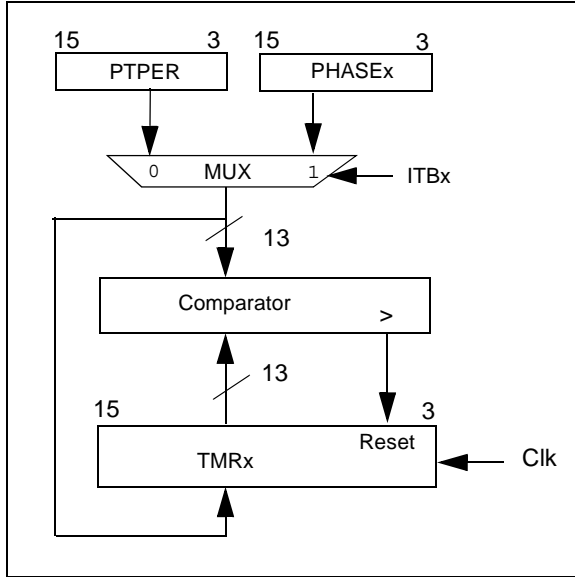 15 3 15 3
PTPER PHASEx
0 MUX 1
ITBx
13
Comparator
>
13
15 3
Reset
TMRx Clk